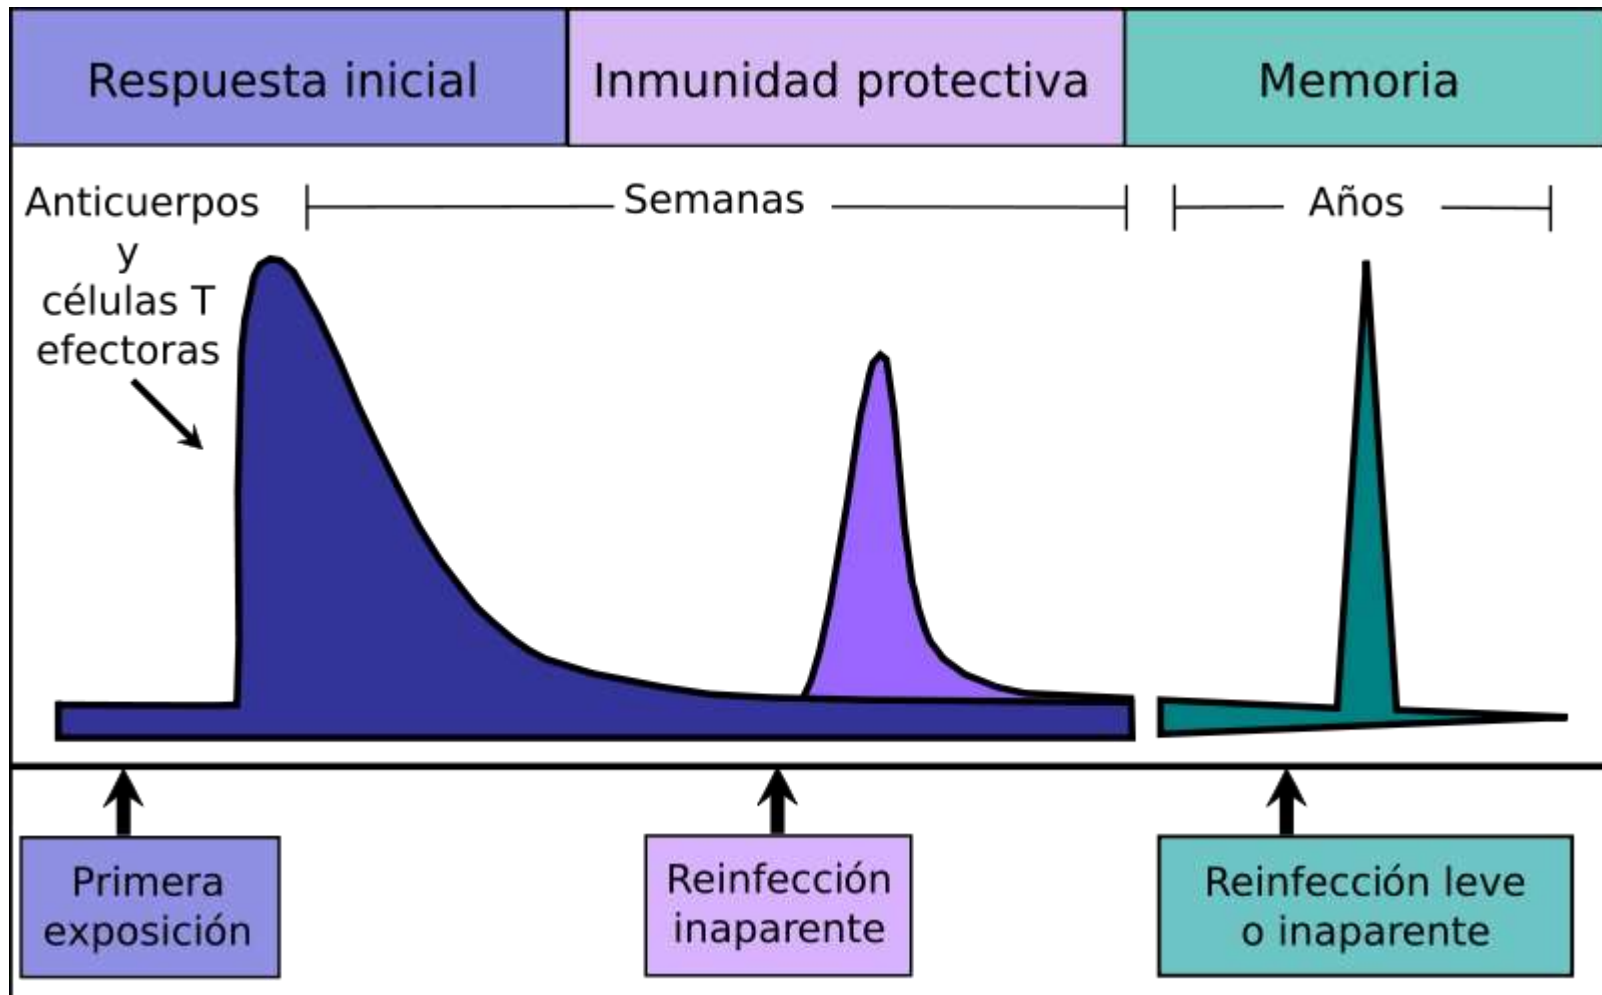 Respuesta inicial
Inmunidad protectiva
Memoria
Anticuerpos
y
células T
efectoras
Semanas
Años
Primera
exposición
Reinfección
inaparente
Reinfección leve
o inaparente